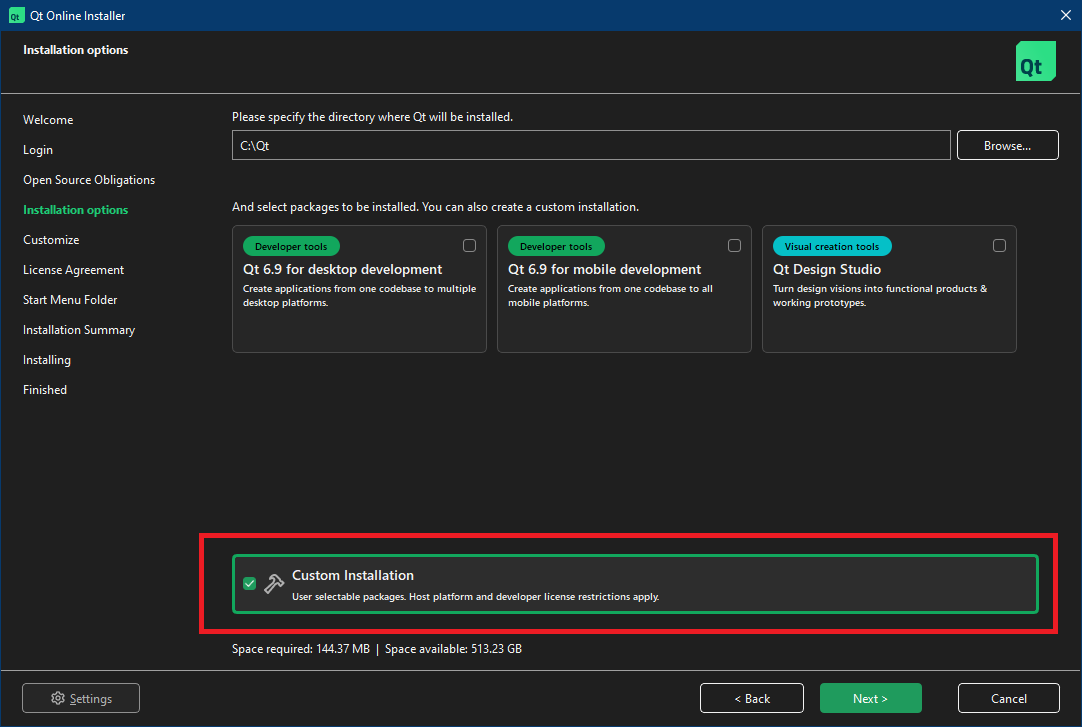 Qt Online Installer
Installation options
Qt
Welcome
Login
Open Source Obligations
Installation options
Customize
License Agreement
Start Menu Folder
Installation Summary
Installing
Finished
Please specify the directory where Qt will be installed.
C:\Qt
Browse...
And select packages to be installed. You can also create a custom installation.
Developer tools
Qt 6.9 for desktop development
Create applications from one codebase to multiple
desktop platforms.
Developer tools
Qt 6.9 for mobile development
Create applications from one codebase to all
mobile platforms.
Visual creation tools
Qt Design Studio
Turn design visions into functional products &
working prototypes.
Custom Installation
User selectable packages. Host platform and developer license restrictions apply.
Space required: 144.37 MB | Space available: 513.23 GB
Settings
< Back
Next >
Cancel